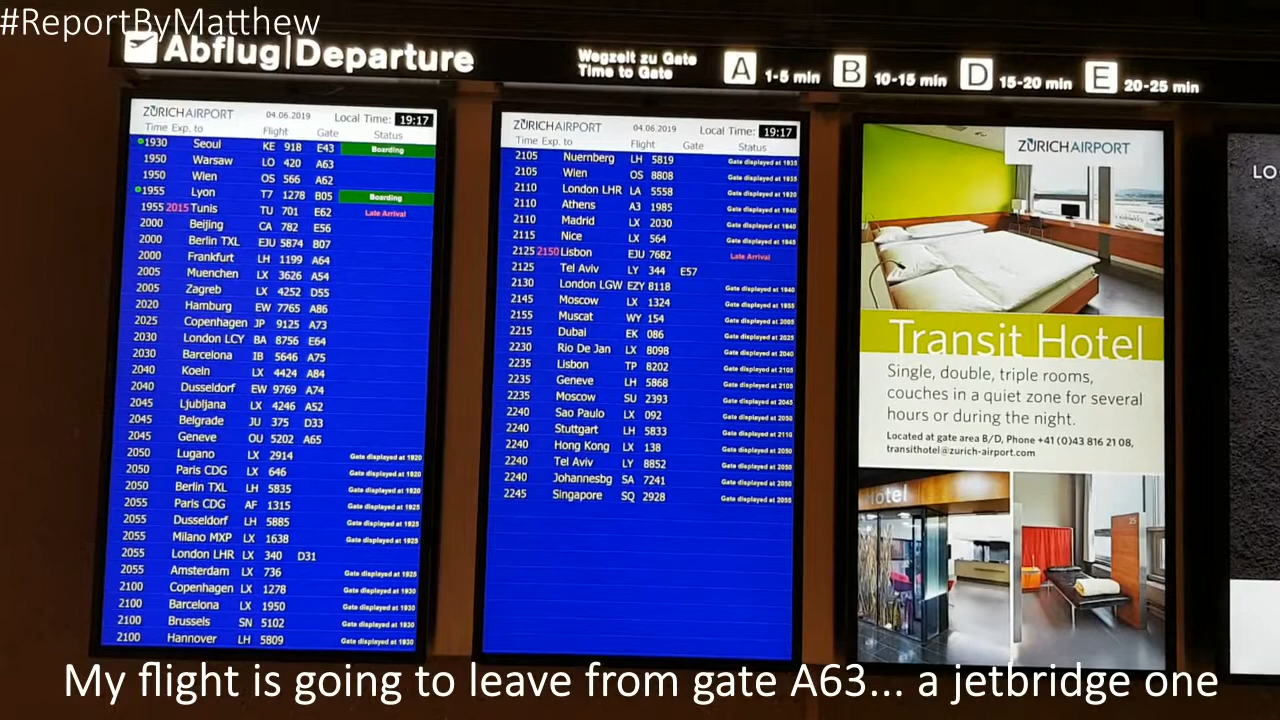 #ReportByMatthew
Abflug|Departure
Wegzeit zu Gate
Time to Gate
A 1-5 min B 10-15 min D 15-20 min E 20-25 min
ZÜRICHAIRPORT 04.06.2019 Local Time: 19:17
Time Exp. to Flight Gate Status
1930 Seoul KE 918 E43 Boarding
1950 Warsaw LO 420 A63
1950 Wien OS 566 A62
1955 Lyon T7 1278 B05 Boarding
1955 2015 Tunis TU 701 E62 Late Arrival
2000 Beijing CA 782 E56
2000 Berlin TXL EJU 5874 B07
2000 Frankfurt LH 1199 A64
2005 Muenchen LX 3626 A54
2005 Zagreb LX 4252 D55
2020 Hamburg EW 7765 A86
2025 Copenhagen JP 9125 A73
2030 London LCY BA 8756 E64
2030 Barcelona IB 5646 A75
2040 Koeln LX 4424 A84
2040 Dusseldorf EW 9769 A74
2045 Ljubljana LX 4246 A52
2045 Belgrade JU 375 D33
2045 Geneve OU 5202 A65
2050 Lugano LX 2914 Gate displayed at 1920
2050 Paris CDG LX 646 Gate displayed at 1920
2050 Berlin TXL LH 5835 Gate displayed at 1920
2055 Paris CDG AF 1315 Gate displayed at 1925
2055 Dusseldorf LH 5885 Gate displayed at 1925
2055 Milano MXP LX 1638 Gate displayed at 1925
2055 London LHR LX 340 D31
2055 Amsterdam LX 736 Gate displayed at 1925
2100 Copenhagen LX 1278 Gate displayed at 1930
2100 Barcelona LX 1950 Gate displayed at 1930
2100 Brussels SN 5102 Gate displayed at 1930
2100 Hannover LH 5809 Gate displayed at 1930
ZÜRICHAIRPORT 04.06.2019 Local Time: 19:17
Time Exp. to Flight Gate Status
2105 Nuernberg LH 5819 Gate displayed at 1935
2105 Wien OS 8808 Gate displayed at 1935
2110 London LHR LA 5558 Gate displayed at 1920
2110 Athens A3 1985 Gate displayed at 1940
2110 Madrid LX 2030 Gate displayed at 1940
2115 Nice LX 564 Gate displayed at 1945
2125 2150 Lisbon EJU 7682 Late Arrival
2125 Tel Aviv LY 344 E57
2130 London LGW EZY 8118 Gate displayed at 1940
2145 Moscow LX 1324 Gate displayed at 1955
2155 Muscat WY 154 Gate displayed at 2005
2215 Dubai EK 086 Gate displayed at 2025
2230 Rio De Jan LX 8098 Gate displayed at 2040
2235 Lisbon TP 8202 Gate displayed at 2105
2235 Geneve LH 5868 Gate displayed at 2105
2235 Moscow SU 2393 Gate displayed at 2045
2240 Sao Paulo LX 092 Gate displayed at 2050
2240 Stuttgart LH 5833 Gate displayed at 2110
2240 Hong Kong LX 138 Gate displayed at 2050
2240 Tel Aviv LY 8852 Gate displayed at 2050
2240 Johannesbg SA 7241 Gate displayed at 2050
2245 Singapore SQ 2928 Gate displayed at 2055
ZÜRICHAIRPORT
Transit Hotel
Single, double, triple rooms,
couches in a quiet zone for several
hours or during the night.
Located at gate area B/D, Phone +41 (0)43 816 21 08,
transithotel@zurich-airport.com
Hotel
25
LO
My flight is going to leave from gate A63... a jetbridge one